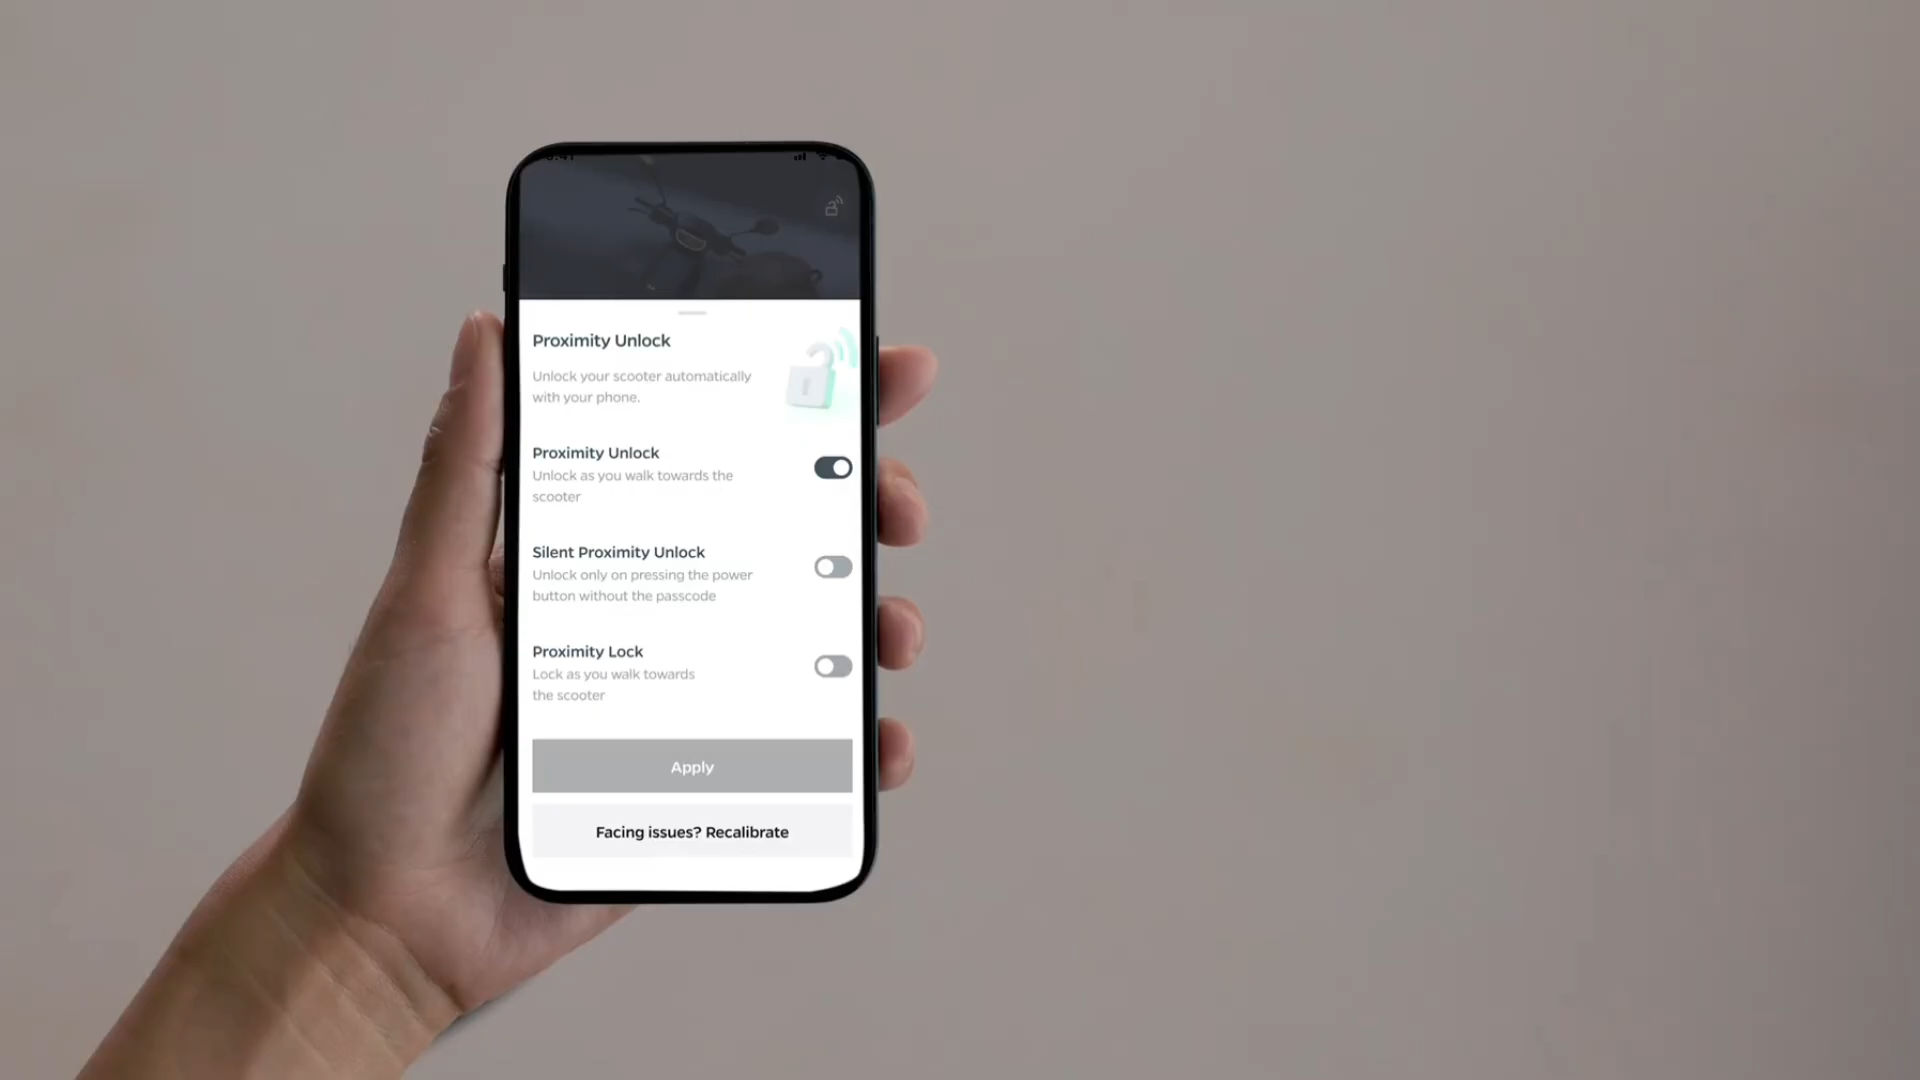 Proximity Unlock
Unlock your scooter automatically
with your phone.
Proximity Unlock
Unlock as you walk towards the
scooter
Silent Proximity Unlock
Unlock only on pressing the power
button without the passcode
Proximity Lock
Lock as you walk towards
the scooter
Apply
Facing issues? Recalibrate